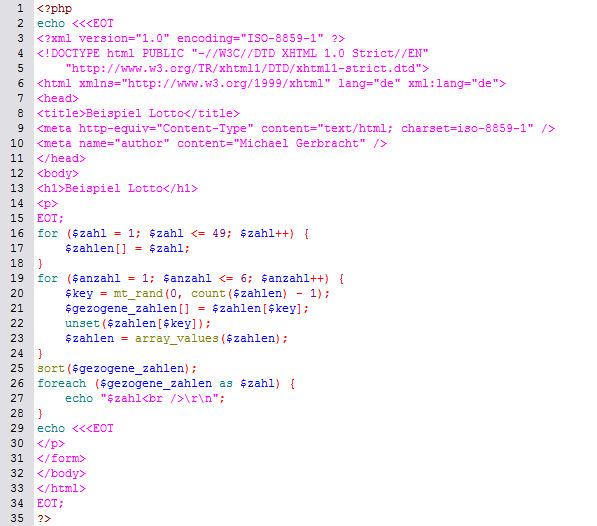 1 <?php
2 echo <<<EOT
3 <?xml version="1.0" encoding="ISO-8859-1" ?>
4 <!DOCTYPE html PUBLIC "-//W3C//DTD XHTML 1.0 Strict//EN"
5     "http://www.w3.org/TR/xhtml1/DTD/xhtml1-strict.dtd">
6 <html xmlns="http://www.w3.org/1999/xhtml" lang="de" xml:lang="de">
7 <head>
8 <title>Beispiel Lotto</title>
9 <meta http-equiv="Content-Type" content="text/html; charset=iso-8859-1" />
10 <meta name="author" content="Michael Gerbracht" />
11 </head>
12 <body>
13 <h1>Beispiel Lotto</h1>
14 <p>
15 EOT;
16 for ($zahl = 1; $zahl <= 49; $zahl++) {
17     $zahlen[] = $zahl;
18 }
19 for ($anzahl = 1; $anzahl <= 6; $anzahl++) {
20     $key = mt_rand(0, count($zahlen) - 1);
21     $gezogene_zahlen[] = $zahlen[$key];
22     unset($zahlen[$key]);
23     $zahlen = array_values($zahlen);
24 }
25 sort($gezogene_zahlen);
26 foreach ($gezogene_zahlen as $zahl) {
27     echo "$zahl<br />\r\n";
28 }
29 echo <<<EOT
30 </p>
31 </form>
32 </body>
33 </html>
34 EOT;
35 ?>